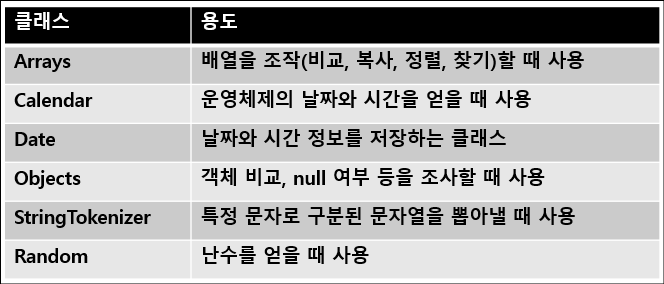 클래스 용도
Arrays 배열을 조작(비교, 복사, 정렬, 찾기)할 때 사용
Calendar 운영체제의 날짜와 시간을 얻을 때 사용
Date 날짜와 시간 정보를 저장하는 클래스
Objects 객체 비교, null 여부 등을 조사할 때 사용
StringTokenizer 특정 문자로 구분된 문자열을 뽑아낼 때 사용
Random 난수를 얻을 때 사용